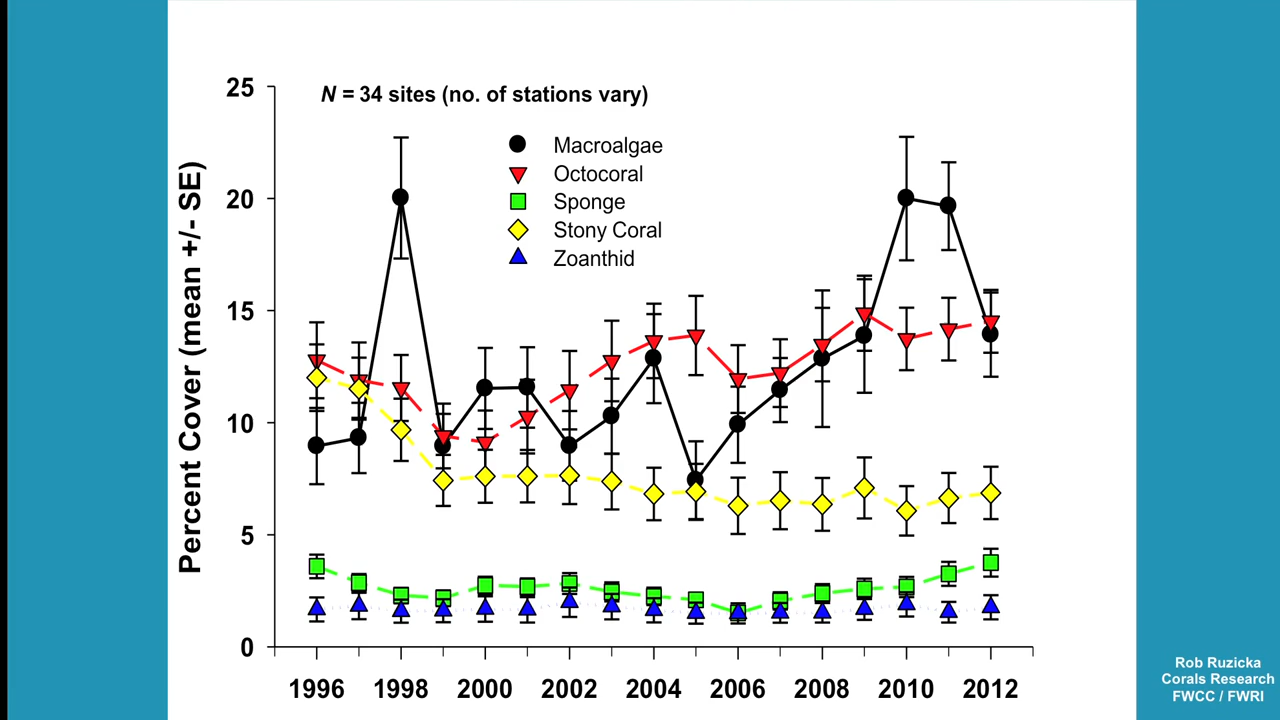 N = 34 sites (no. of stations vary)
Macroalgae
Octocoral
Sponge
Stony Coral
Zoanthid
Percent Cover (mean +/- SE)
25
20
15
10
5
0
1996 1998 2000 2002 2004 2006 2008 2010 2012
Rob Ruzicka
Corals Research
FWCC / FWRI